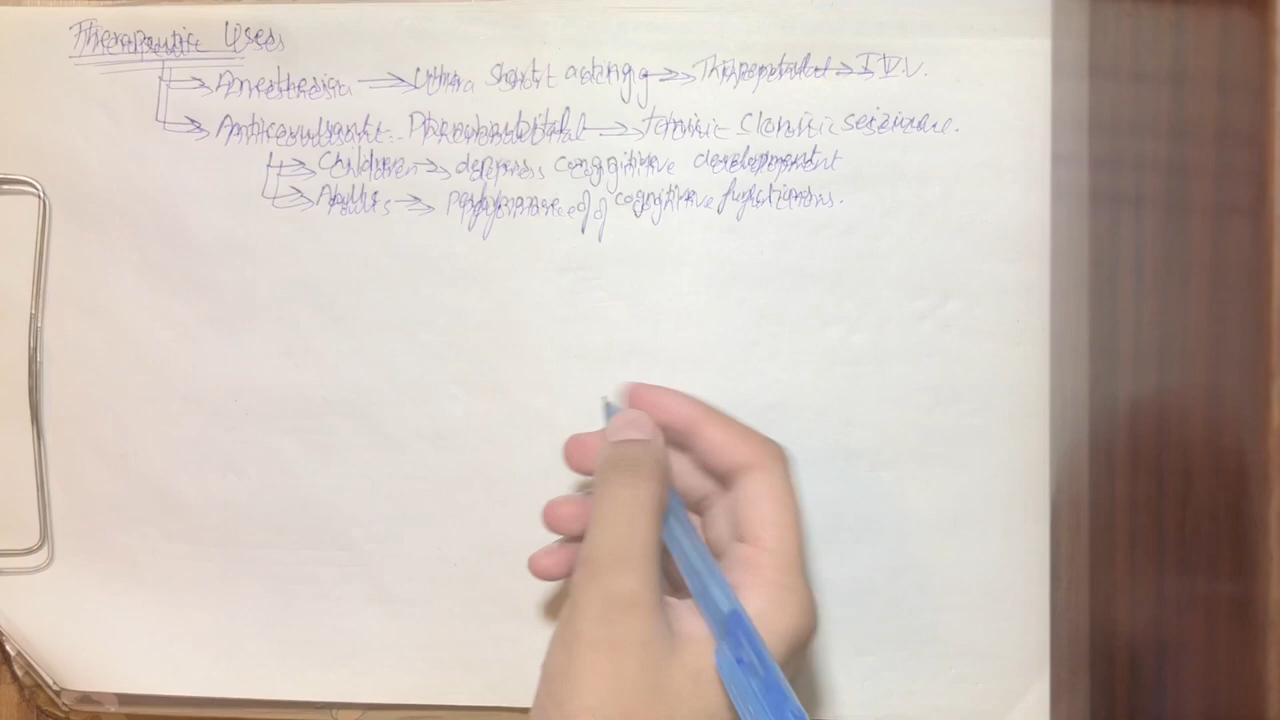 Therapeutic Uses
→ Anesthesia → Ultra short acting → Thiopental → I.V.
→ Anticonvulsant - Phenobarbital → tonic clonic seizure.
→ Children → depress congnitive development
→ Adults → performance of cognitive functions.